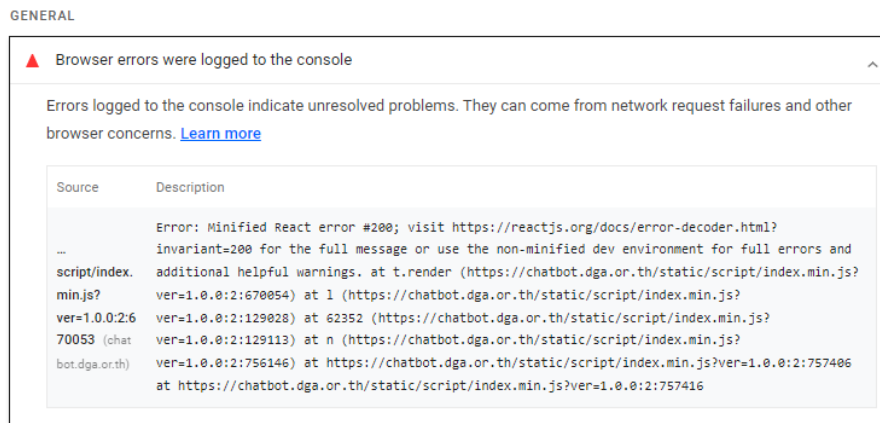 GENERAL
Browser errors were logged to the console
Errors logged to the console indicate unresolved problems. They can come from network request failures and other
browser concerns. Learn more
Source Description
Error: Minified React error #200; visit https://reactjs.org/docs/error-decoder.html?
… invariant=200 for the full message or use the non-minified dev environment for full errors and
script/index. additional helpful warnings. at t.render (https://chatbot.dga.or.th/static/script/index.min.js?
min.js? ver=1.0.0:2:670054) at l (https://chatbot.dga.or.th/static/script/index.min.js?
ver=1.0.0:2:6 ver=1.0.0:2:129028) at 62352 (https://chatbot.dga.or.th/static/script/index.min.js?
70053 (chat ver=1.0.0:2:129113) at n (https://chatbot.dga.or.th/static/script/index.min.js?
bot.dga.or.th) ver=1.0.0:2:756146) at https://chatbot.dga.or.th/static/script/index.min.js?ver=1.0.0:2:757406
at https://chatbot.dga.or.th/static/script/index.min.js?ver=1.0.0:2:757416